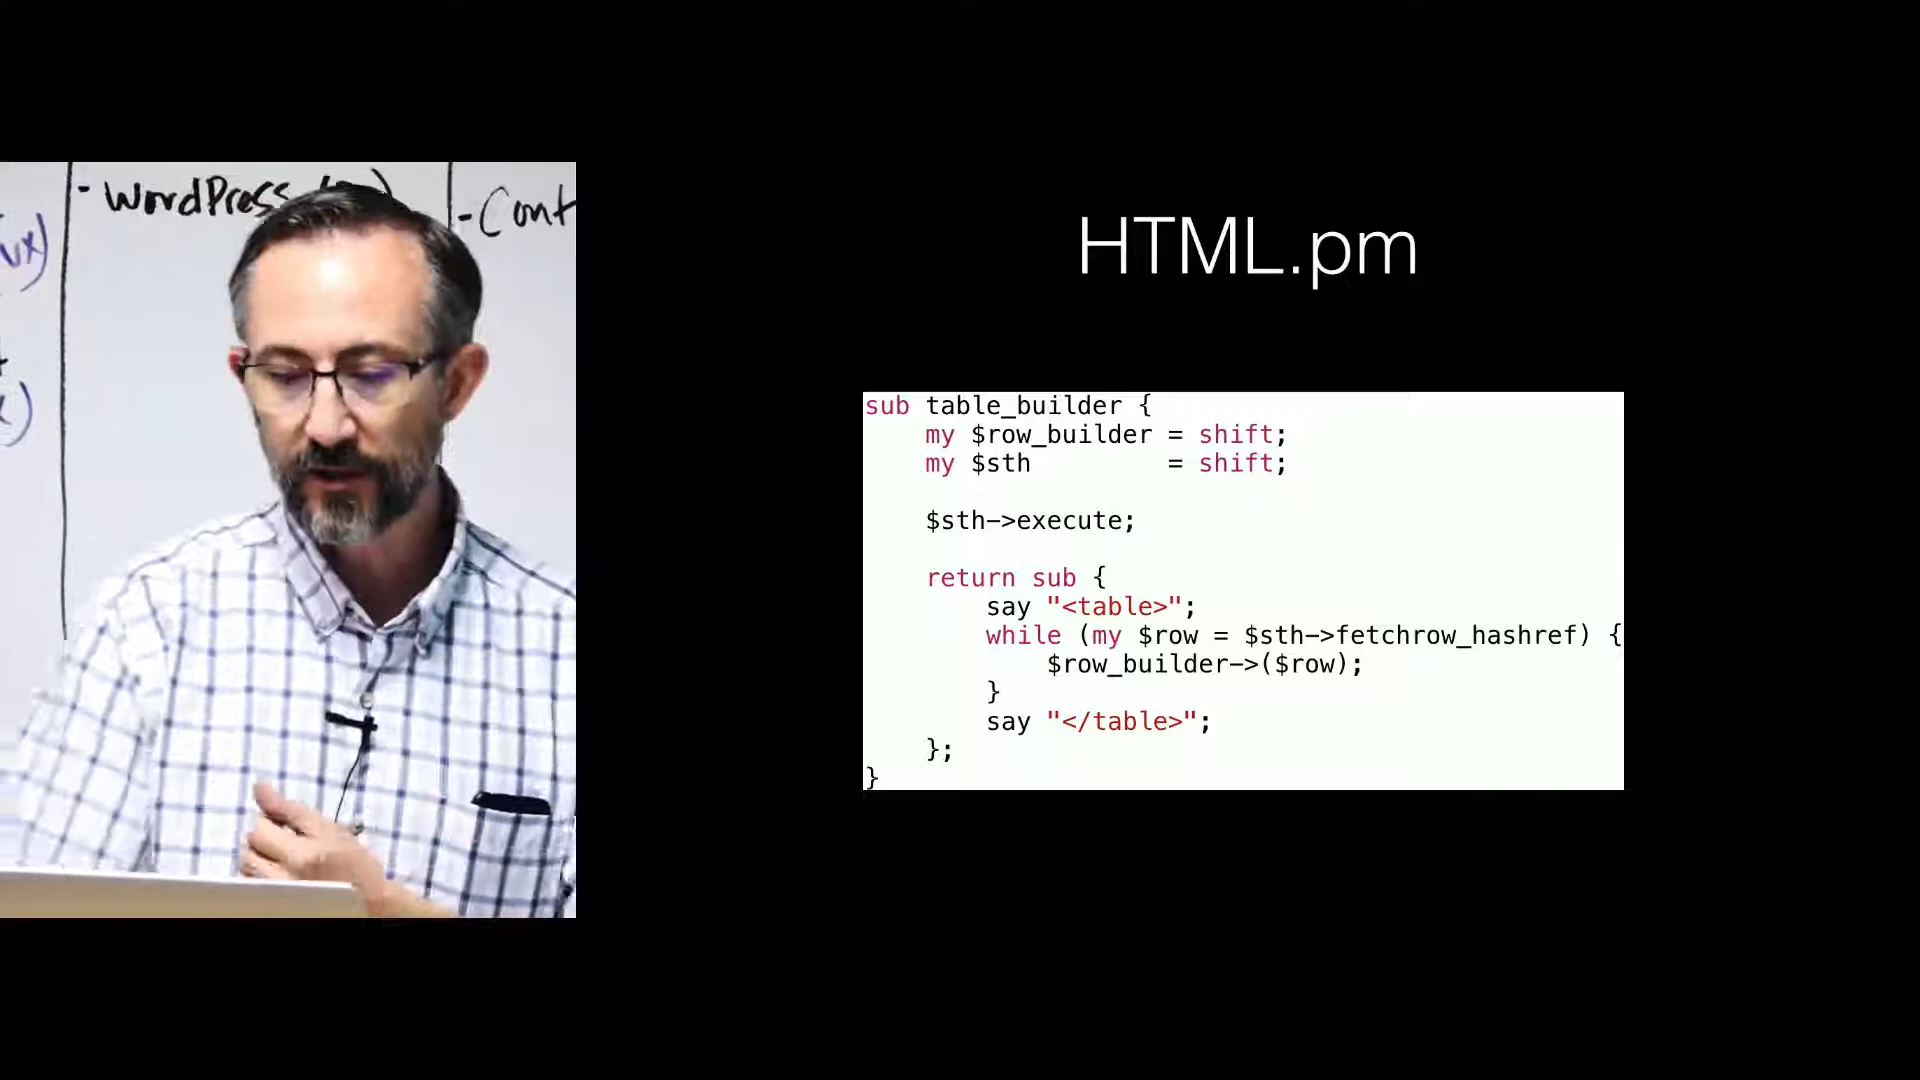 - WordPress
- Cont
HTML.pm
sub table_builder {
    my $row_builder = shift;
    my $sth         = shift;

    $sth->execute;

    return sub {
        say "<table>";
        while (my $row = $sth->fetchrow_hashref) {
            $row_builder->($row);
        }
        say "</table>";
    };
}